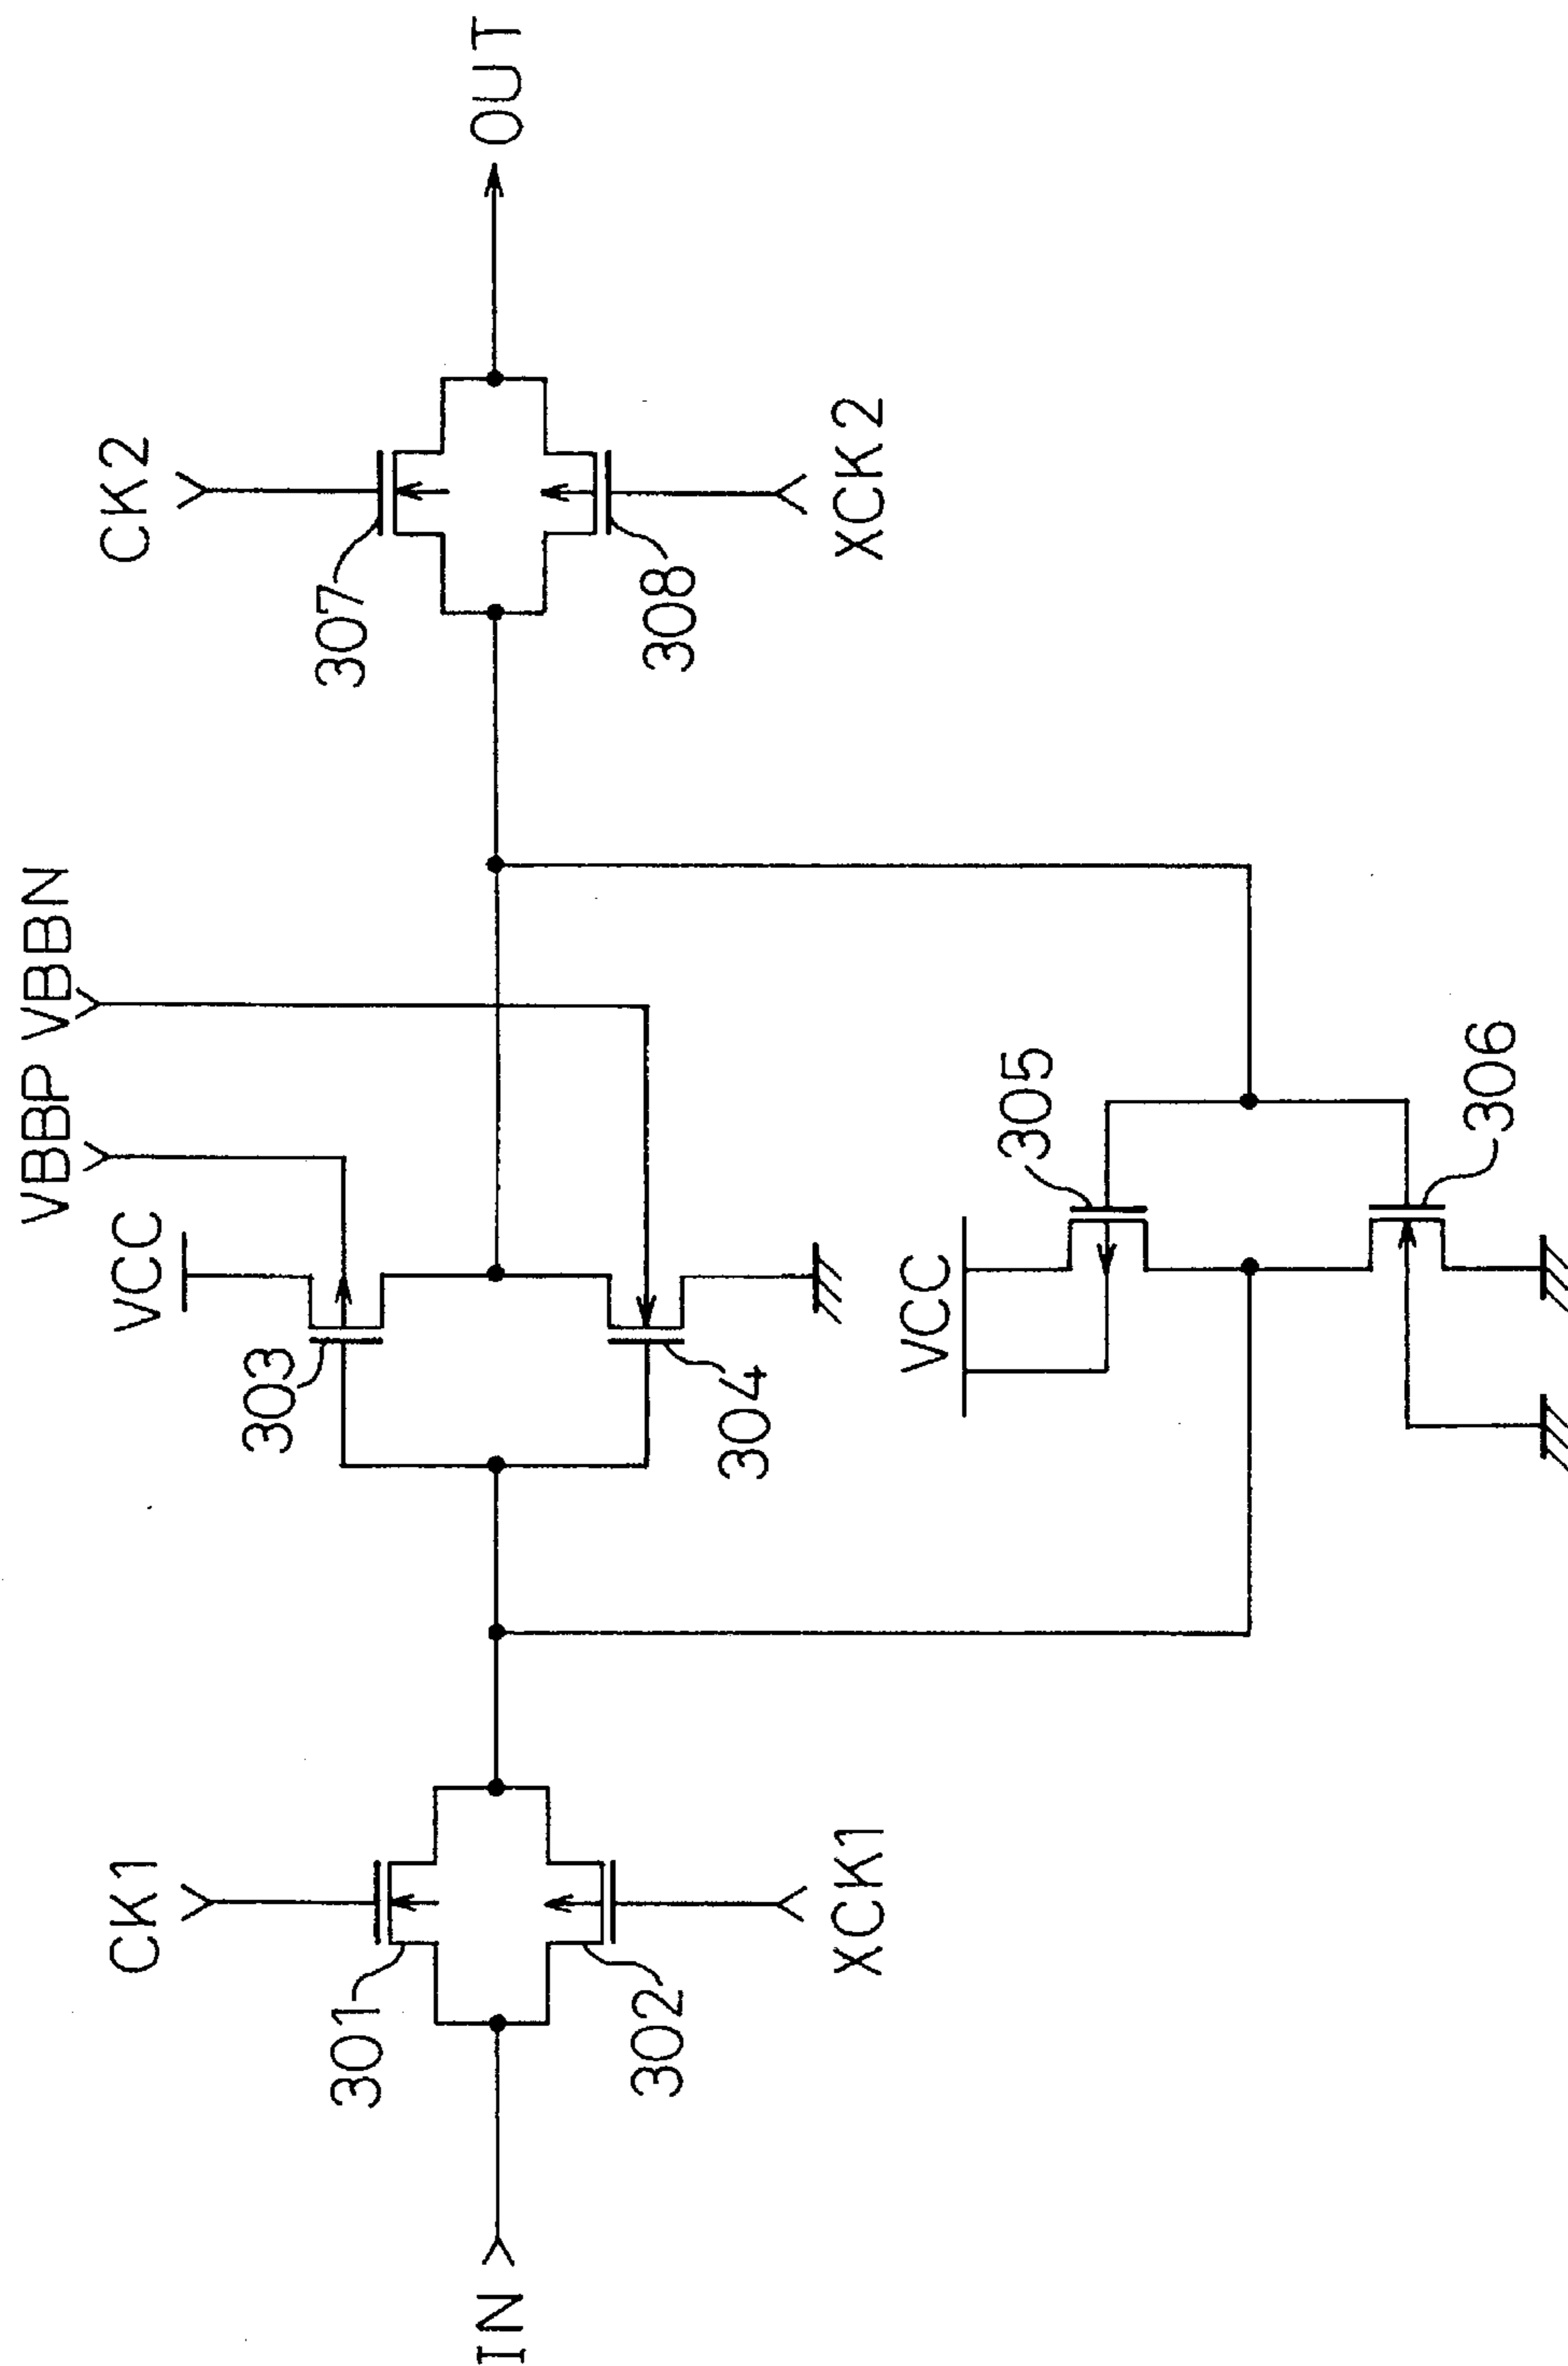 VBBP VBBN
CK1
VCC
CK2
303
301
307
IN
OUT
302
304
308
XCK1
XCK2
VCC
305
306